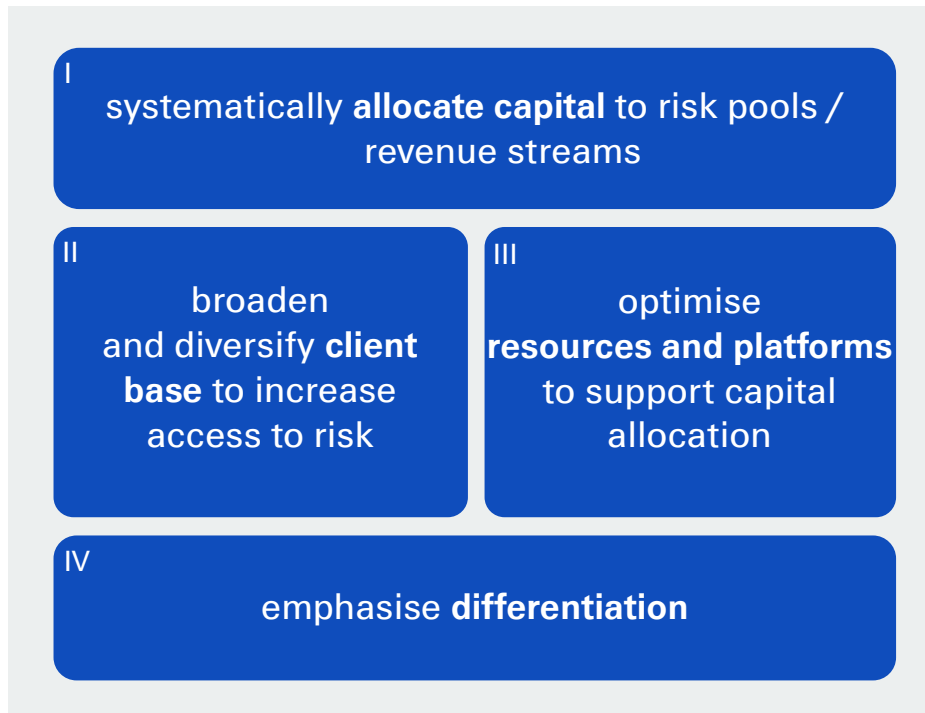 I
systematically allocate capital to risk pools /
revenue streams
II
broaden
and diversify client
base to increase
access to risk
III
optimise
resources and platforms
to support capital
allocation
IV
emphasise differentiation